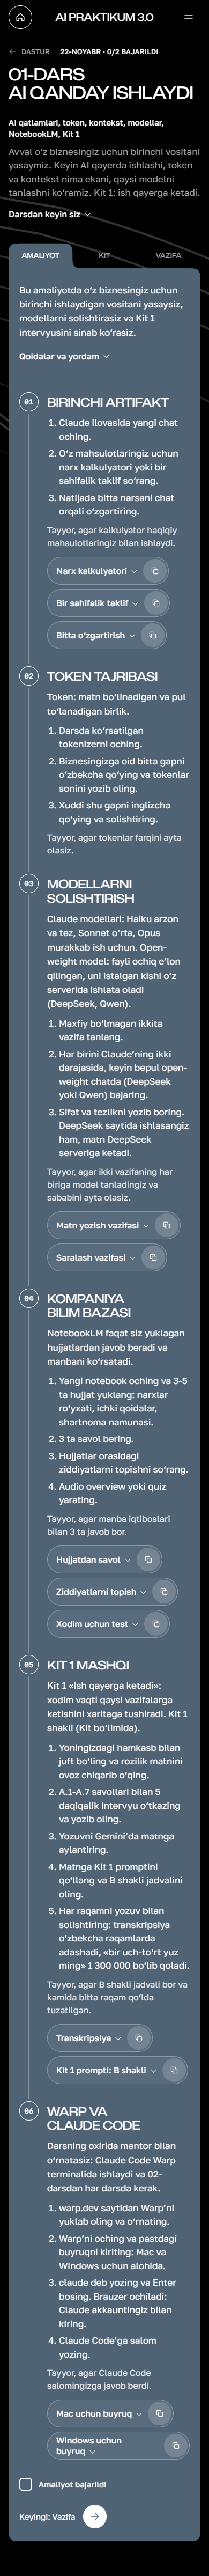 AI PRAKTIKUM 3.0
← DASTUR 22-NOYABR · 0/2 BAJARILDI
01-DARS
AI QANDAY ISHLAYDI
AI qatlamlari, token, kontekst, modellar,
NotebookLM, Kit 1
Avval o‘z biznesingiz uchun birinchi vositani
yasaysiz. Keyin AI qayerda ishlashi, token
va kontekst nima ekani, qaysi modelni
tanlashni ko‘ramiz. Kit 1: ish qayerga ketadi.
Darsdan keyin siz
AMALIYOT KIT VAZIFA
Bu amaliyotda o‘z biznesingiz uchun
birinchi ishlaydigan vositani yasaysiz,
modellarni solishtirasiz va Kit 1
intervyusini sinab ko‘rasiz.
Qoidalar va yordam
01 BIRINCHI ARTIFAKT
1. Claude ilovasida yangi chat
oching.
2. O‘z mahsulotlaringiz uchun
narx kalkulyatori yoki bir
sahifalik taklif so‘rang.
3. Natijada bitta narsani chat
orqali o‘zgartiring.
Tayyor, agar kalkulator haqiqiy
mahsulotlaringiz bilan ishlaydi.
Narx kalkulyatori
Bir sahifalik taklif
Bitta o‘zgartirish
02 TOKEN TAJRIBASI
Token: matn bo‘linadigan va pul
to‘lanadigan birlik.
1. Darsda ko‘rsatilgan
tokenizerni oching.
2. Biznesingizga oid bitta gapni
o‘zbekcha qo‘ying va tokenlar
sonini yozib oling.
3. Xuddi shu gapni inglizcha
qo‘ying va solishtiring.
Tayyor, agar tokenlar farqini ayta
olasiz.
03 MODELLARNI
SOLISHTIRISH
Claude modellari: Haiku arzon
va tez, Sonnet o‘rta, Opus
murakkab ish uchun. Open-
weight model: fayli ochiq e’lon
qilingan, uni istalgan kishi o‘z
serverida ishlata oladi
(DeepSeek, Qwen).
1. Maxfiy bo‘lmagan ikkita
vazifa tanlang.
2. Har birini Claude’ning ikki
darajasida, keyin bepul open-
weight chatda (DeepSeek
yoki Qwen) bajaring.
3. Sifat va tezlikni yozib boring.
DeepSeek saytida ishlasangiz
ham, matn DeepSeek
serveriga ketadi.
Tayyor, agar ikki vazifaning har
biriga model tanladingiz va
sababini ayta olasiz.
Matn yozish vazifasi
Saralash vazifasi
04 KOMPANIYA
BILIM BAZASI
NotebookLM faqat siz yuklagan
hujjatlardan javob beradi va
manbani ko‘rsatadi.
1. Yangi notebook oching va 3-5
ta hujjat yuklang: narxlar
ro‘yxati, ichki qoidalar,
shartnoma namunasi.
2. 3 ta savol bering.
3. Hujjatlar orasidagi
ziddiyatlarni topishni so‘rang.
4. Audio overview yoki quiz
yarating.
Tayyor, agar manba iqtiboslari
bilan 3 ta javob bor.
Hujjatdan savol
Ziddiyatlarni topish
Xodim uchun test
05 KIT 1 MASHQI
Kit 1 «Ish qayerga ketadi»:
xodim vaqti qaysi vazifalarga
ketishini xaritaga tushiradi. Kit 1
shakli (Kit bo‘limida).
1. Yoningizdagi hamkasb bilan
juft bo‘ling va rozilik matnini
ovoz chiqarib o‘qing.
2. A.1-A.7 savollari bilan 5
daqiqalik intervyu o‘tkazing
va yozib oling.
3. Yozuvni Gemini’da matnga
aylantiring.
4. Matnga Kit 1 promptini
qo‘llang va B shakli jadvalini
oling.
5. Har raqamni yozuv bilan
solishtiring: transkripsiya
o‘zbekcha raqamlarda
adashadi, «bir uch-to‘rt yuz
ming» 1 300 000 bo‘lib qoladi.
Tayyor, agar B shakli jadvali bor va
kamida bitta raqam qo‘lda
tuzatilgan.
Transkripsiya
Kit 1 prompti: B shakli
06 WARP VA
CLAUDE CODE
Darsning oxirida mentor bilan
o‘rnatasiz: Claude Code Warp
terminalida ishlaydi va 02-
darsdan har darsda kerak.
1. warp.dev saytidan Warp’ni
yuklab oling va o‘rnating.
2. Warp’ni oching va pastdagi
buyruqni kiriting: Mac va
Windows uchun alohida.
3. claude deb yozing va Enter
bosing. Brauzer ochiladi:
Claude akkauntingiz bilan
kiring.
4. Claude Code’ga salom
yozing.
Tayyor, agar Claude Code
salomingizga javob berdi.
Mac uchun buyruq
Windows uchun
buyruq
Amaliyot bajarildi
Keyingi: Vazifa →